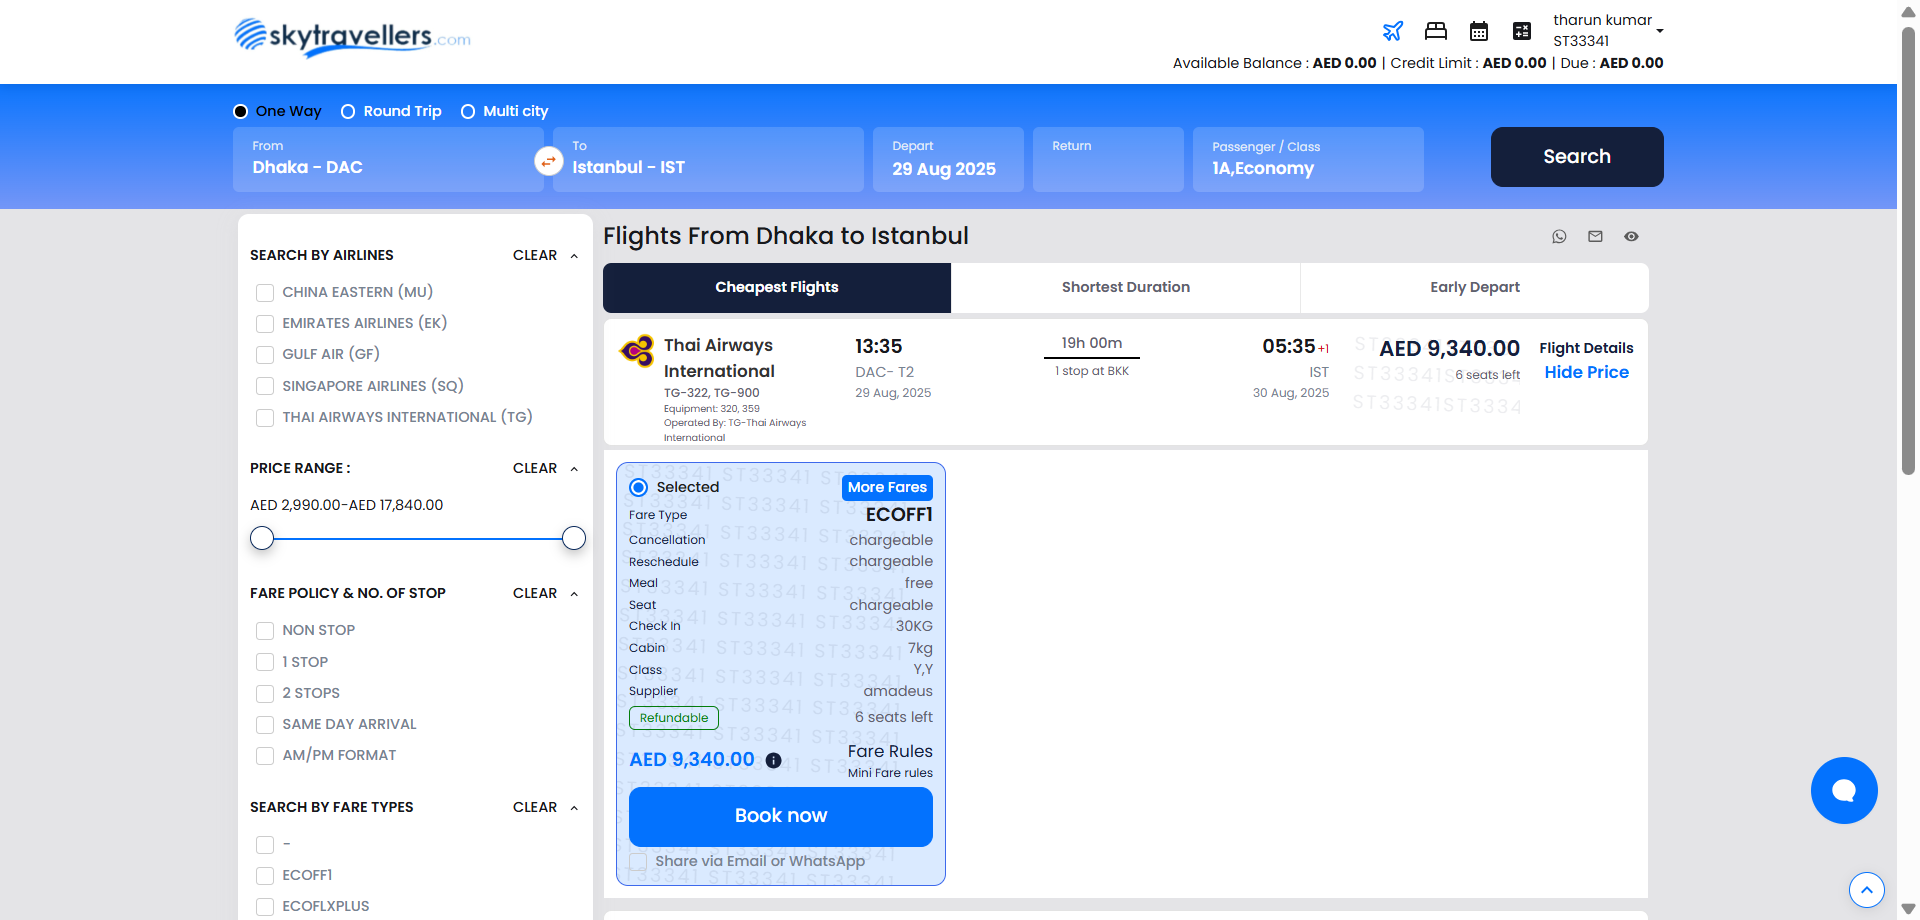 skytravellers.com
tharun kumar
ST33341
Available Balance : AED 0.00 | Credit Limit : AED 0.00 | Due : AED 0.00
One Way Round Trip Multi city
From
Dhaka - DAC
To
Istanbul - IST
Depart
29 Aug 2025
Return
Passenger / Class
1A,Economy
Search
SEARCH BY AIRLINES CLEAR
CHINA EASTERN (MU)
EMIRATES AIRLINES (EK)
GULF AIR (GF)
SINGAPORE AIRLINES (SQ)
THAI AIRWAYS INTERNATIONAL (TG)
PRICE RANGE : CLEAR
AED 2,990.00-AED 17,840.00
FARE POLICY & NO. OF STOP CLEAR
NON STOP
1 STOP
2 STOPS
SAME DAY ARRIVAL
AM/PM FORMAT
SEARCH BY FARE TYPES CLEAR
-
ECOFF1
ECOFLXPLUS
Flights From Dhaka to Istanbul
Cheapest Flights Shortest Duration Early Depart
Thai Airways
International
TG-322, TG-900
Equipment: 320, 359
Operated By: TG-Thai Airways
International
13:35
DAC- T2
29 Aug, 2025
19h 00m
1 stop at BKK
05:35 +1
IST
30 Aug, 2025
AED 9,340.00
6 seats left
ST33341ST3334
Flight Details
Hide Price
Selected More Fares
Fare Type ECOFF1
Cancellation chargeable
Reschedule chargeable
Meal free
Seat chargeable
Check In 30KG
Cabin 7kg
Class Y,Y
Supplier amadeus
Refundable 6 seats left
AED 9,340.00 Fare Rules
Mini Fare rules
Book now
Share via Email or WhatsApp